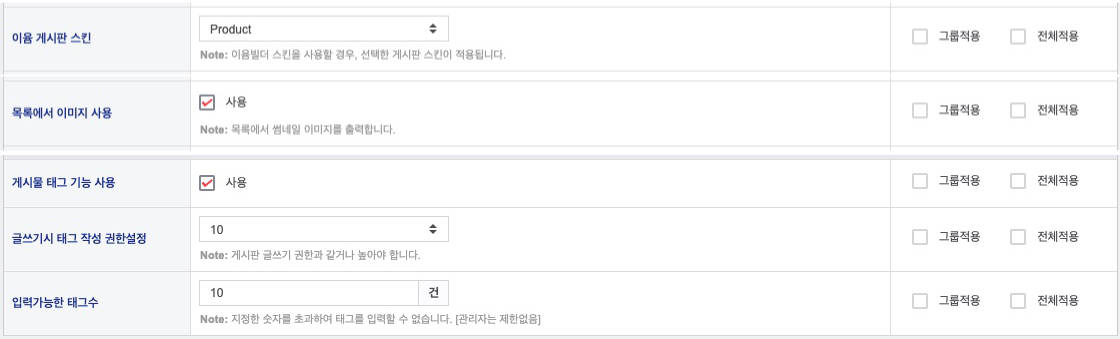 이윰 게시판 스킨
Product
Note: 이윰빌더 스킨을 사용할 경우, 선택한 게시판 스킨이 적용됩니다.
그룹적용
전체적용
목록에서 이미지 사용
사용
Note: 목록에서 썸네일 이미지를 출력합니다.
그룹적용
전체적용
게시물 태그 기능 사용
사용
그룹적용
전체적용
글쓰기시 태그 작성 권한설정
10
Note: 게시판 글쓰기 권한과 같거나 높아야 합니다.
그룹적용
전체적용
입력가능한 태그수
10 건
Note: 지정한 숫자를 초과하여 태그를 입력할 수 없습니다. [관리자는 제한없음]
그룹적용
전체적용